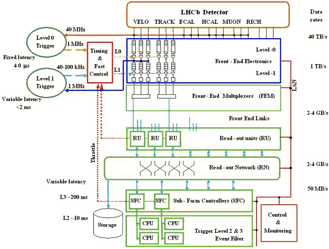 LHCb Detector
Data
rates
VELO TRACK ECAL HCAL MUON RICH
40 MHz
40 TB/s
Level 0
Trigger
1 MHz
Timing
&
Fast
Control
L0
Level-0
Front-End Electronics
Level-1
1 TB/s
Fixed latency
4.0 µs
40-100 kHz
L1
LAN
Level 1
Trigger
1 MHz
Front-End Multiplexers (FEM)
Variable latency
<2 ms
Front End Links
2-4 GB/s
RU RU RU
Read-out units (RU)
Throttle
Read-out Network (RN)
2-4 GB/s
Variable latency
L3 ~200 ms
L2 ~10 ms
SFC SFC
Sub-Farm Controllers (SFC)
50 MB/s
Storage
CPU CPU
CPU CPU
Trigger Level 2 & 3
Event Filter
Control
&
Monitoring